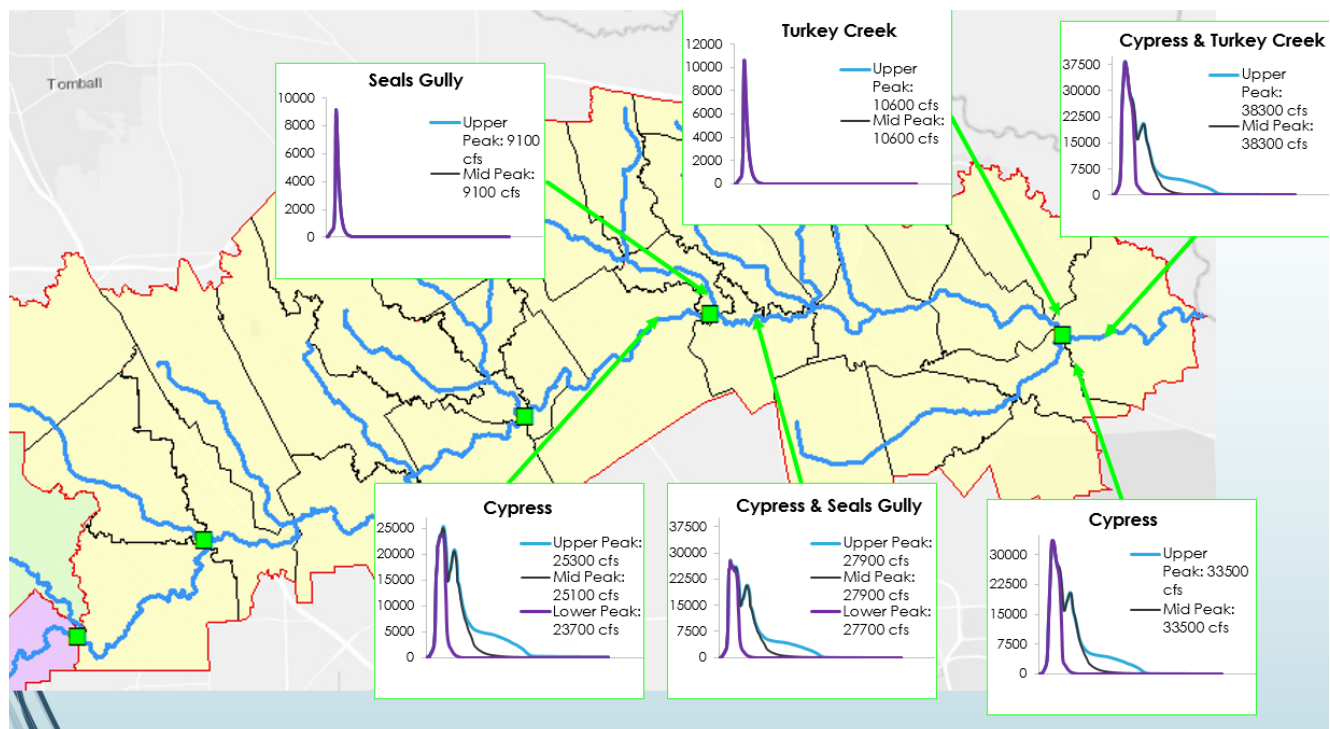 Tomball
Seals Gully
10000
8000
6000
4000
2000
0
Upper
Peak: 9100
cfs
Mid Peak:
9100 cfs
Turkey Creek
12000
10000
8000
6000
4000
2000
0
Upper
Peak:
10600 cfs
Mid Peak:
10600 cfs
Cypress & Turkey Creek
37500
30000
22500
15000
7500
0
Upper
Peak:
38300 cfs
Mid Peak:
38300 cfs
Cypress
25000
20000
15000
10000
5000
0
Upper Peak:
25300 cfs
Mid Peak:
25100 cfs
Lower Peak:
23700 cfs
Cypress & Seals Gully
37500
30000
22500
15000
7500
0
Upper Peak:
27900 cfs
Mid Peak:
27900 cfs
Lower Peak:
27700 cfs
Cypress
30000
22500
15000
7500
0
Upper
Peak: 33500
cfs
Mid Peak:
33500 cfs